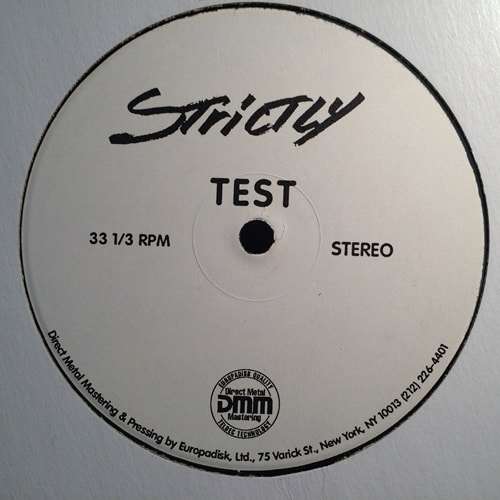 Strictly
TEST
33 1/3 RPM
STEREO
EUROPADISK QUALITY
Direct Metal
DMM
Mastering
TELDEC TECHNOLOGY
Direct Metal Mastering & Pressing by Europadisk, Ltd., 75 Varick St., New York, NY 10013 (212) 226-4401